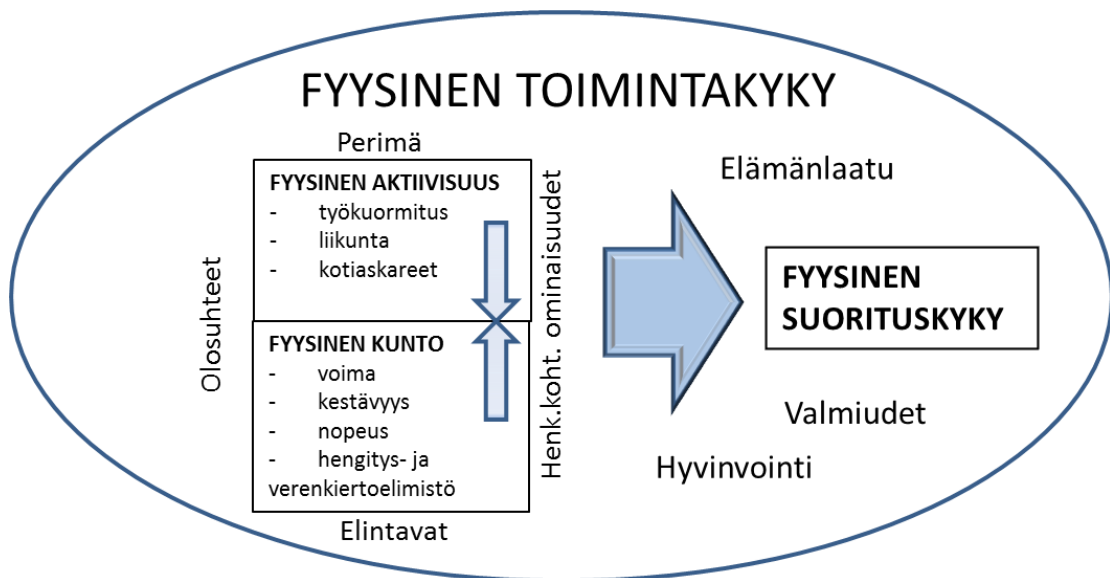 FYYSINEN TOIMINTAKYKY
Perimä
FYYSINEN AKTIIVISUUS
- työkuormitus
- liikunta
- kotiaskareet
Olosuhteet
Henk.koht. ominaisuudet
FYYSINEN KUNTO
- voima
- kestävyys
- nopeus
- hengitys- ja
verenkiertoelimistö
Elintavat
Elämänlaatu
FYYSINEN
SUORITUSKYKY
Valmiudet
Hyvinvointi